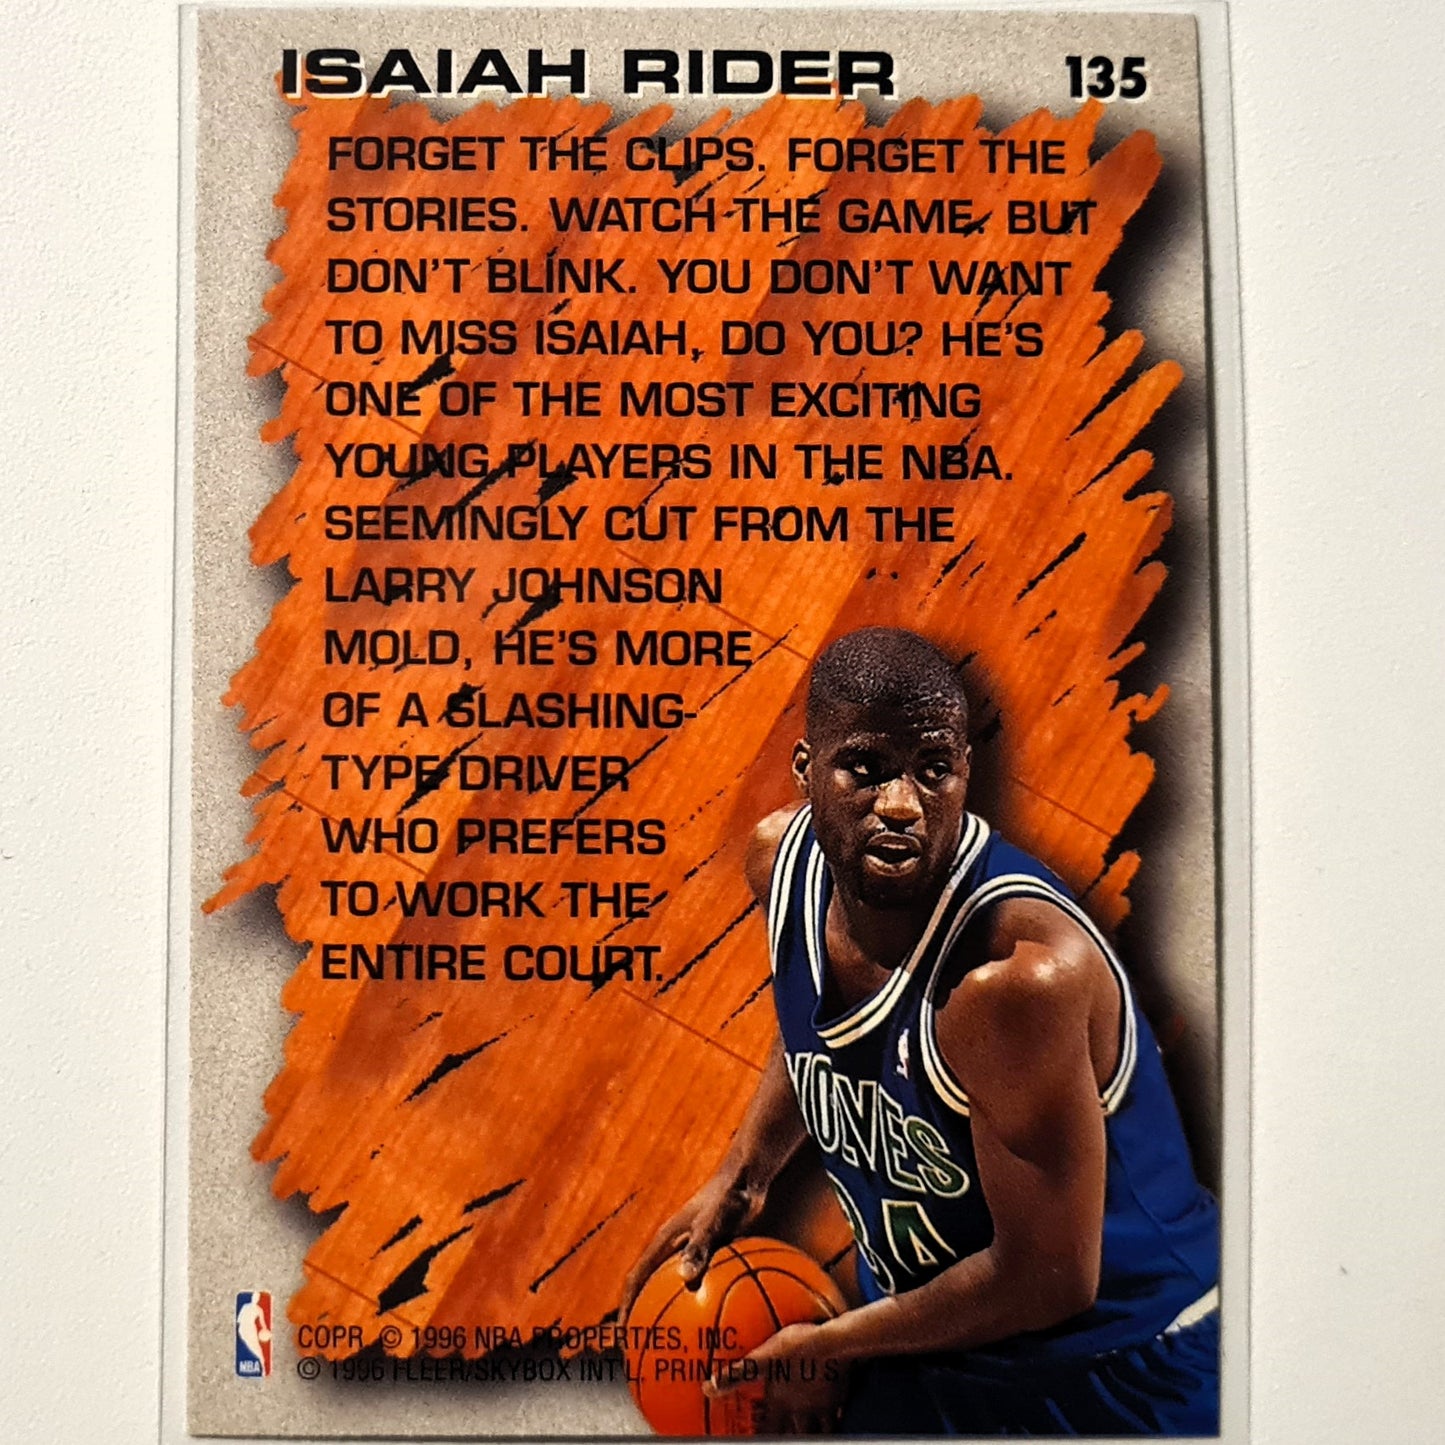 ISAIAH RIDER 135
FORGET THE CLIPS. FORGET THE
STORIES. WATCH THE GAME. BUT
DON'T BLINK. YOU DON'T WANT
TO MISS ISAIAH, DO YOU? HE'S
ONE OF THE MOST EXCITING
YOUNG PLAYERS IN THE NBA.
SEEMINGLY CUT FROM THE
LARRY JOHNSON
MOLD, HE'S MORE
OF A SLASHING-
TYPE DRIVER
WHO PREFERS
TO WORK THE
ENTIRE COURT.
WOLVES
34
NBA
COPR. © 1996 NBA PROPERTIES, INC.
© 1996 FLEER/SKYBOX INT'L. PRINTED IN U.S.